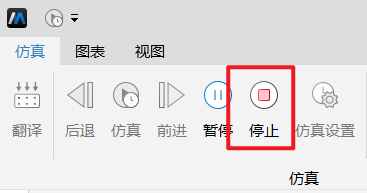 仿真 图表 视图
翻译 后退 仿真 前进 暂停 停止 仿真设置
仿真